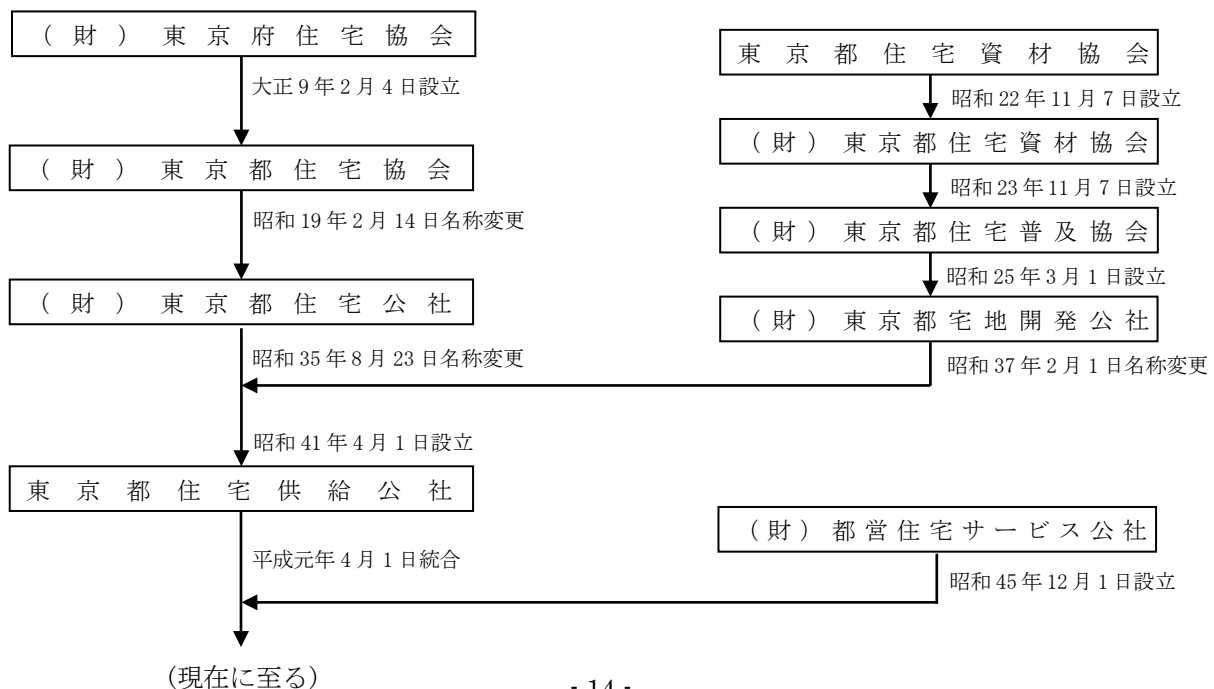 (財)東京府住宅協会
大正9年2月4日設立
(財)東京都住宅協会
昭和19年2月14日名称変更
(財)東京都住宅公社
昭和35年8月23日名称変更
東京都住宅資材協会
昭和22年11月7日設立
(財)東京都住宅資材協会
昭和23年11月7日設立
(財)東京都住宅普及協会
昭和25年3月1日設立
(財)東京都宅地開発公社
昭和37年2月1日名称変更
昭和41年4月1日設立
東京都住宅供給公社
平成元年4月1日統合
(財)都営住宅サービス公社
昭和45年12月1日設立
(現在に至る)
- 14 -